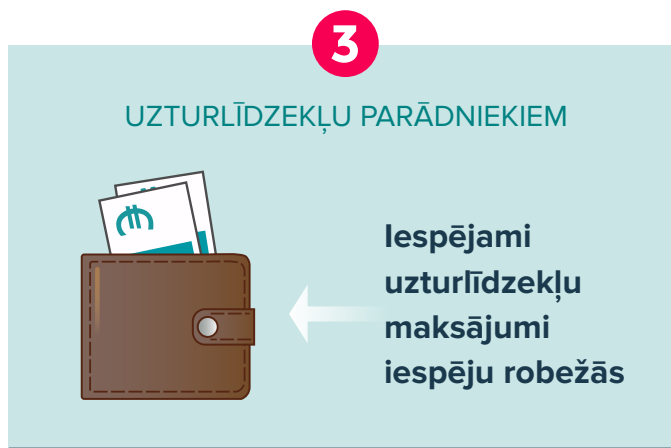 3
UZTURLĪDZEKĻU PARĀDNIEKIEM
Iespējami
uzturlīdzekļu
maksājumi
iespēju robežās